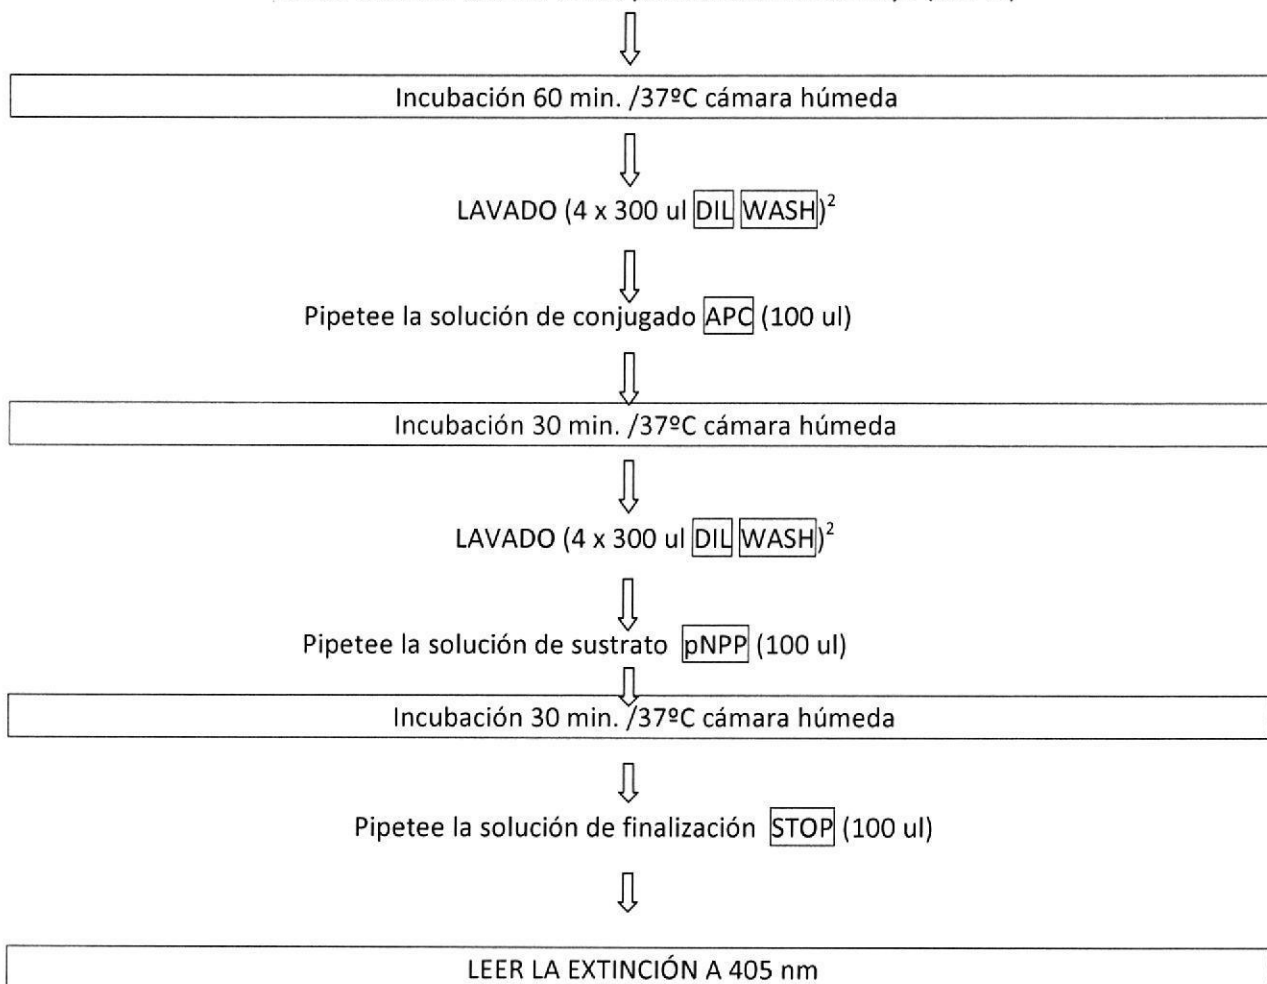 Incubación 60 min. /37ºC cámara húmeda
LAVADO (4 x 300 ul DIL WASH)²
Pipetee la solución de conjugado APC (100 ul)
Incubación 30 min. /37ºC cámara húmeda
LAVADO (4 x 300 ul DIL WASH)²
Pipetee la solución de sustrato pNPP (100 ul)
Incubación 30 min. /37ºC cámara húmeda
Pipetee la solución de finalización STOP (100 ul)
LEER LA EXTINCIÓN A 405 nm